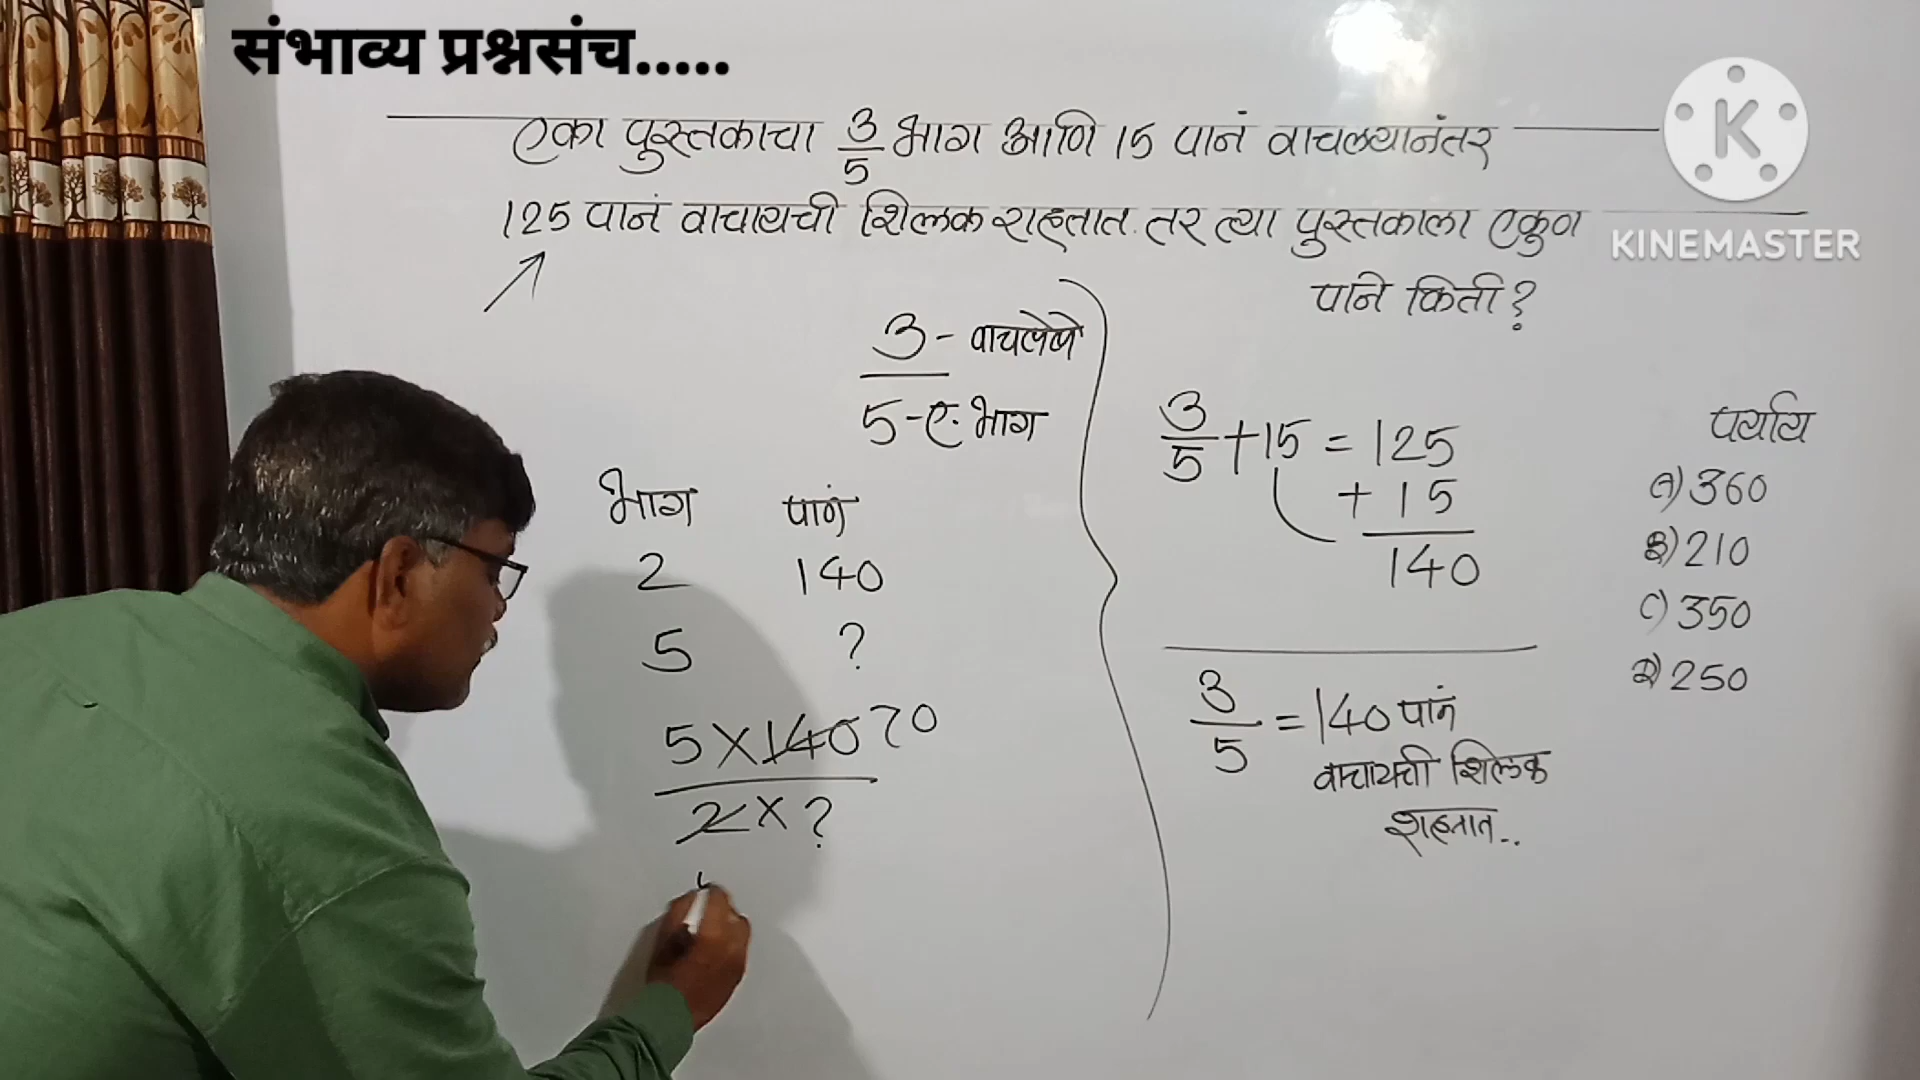 संभाव्य प्रश्नसंच.....
एका पुस्तकाचा 3/5 भाग आणि 15 पानं वाचल्यानंतर
125 पानं वाचायची शिल्लक राहतात. तर त्या पुस्तकाला एकुण
पाने किती?
K
KINEMASTER
3 - वाचलेले
5 - ए. भाग
भाग पानं
2 140
5 ?
5 X 140 70
2 X ?
3/5 + 15 = 125
+ 15
140
3/5 = 140 पानं
वाचायची शिल्लक
राहतात..
पर्याय
A) 360
B) 210
C) 350
D) 250